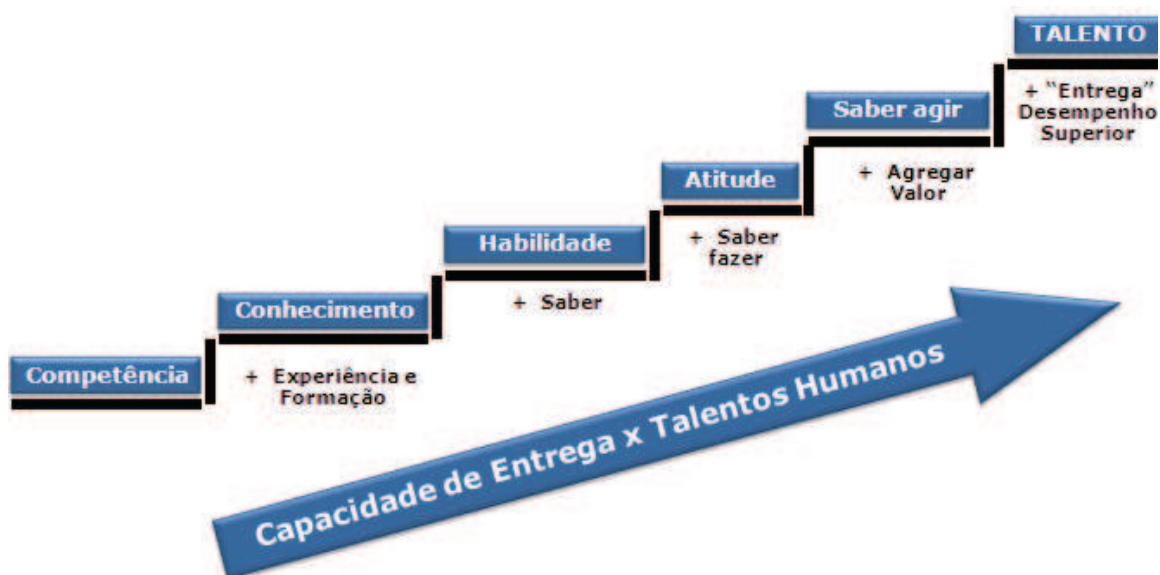 TALENTO
+ "Entrega"
Desempenho
Superior
Saber agir
+ Agregar
Valor
Atitude
+ Saber
fazer
Habilidade
+ Saber
Conhecimento
+ Experiência e
Formação
Competência
Capacidade de Entrega x Talentos Humanos